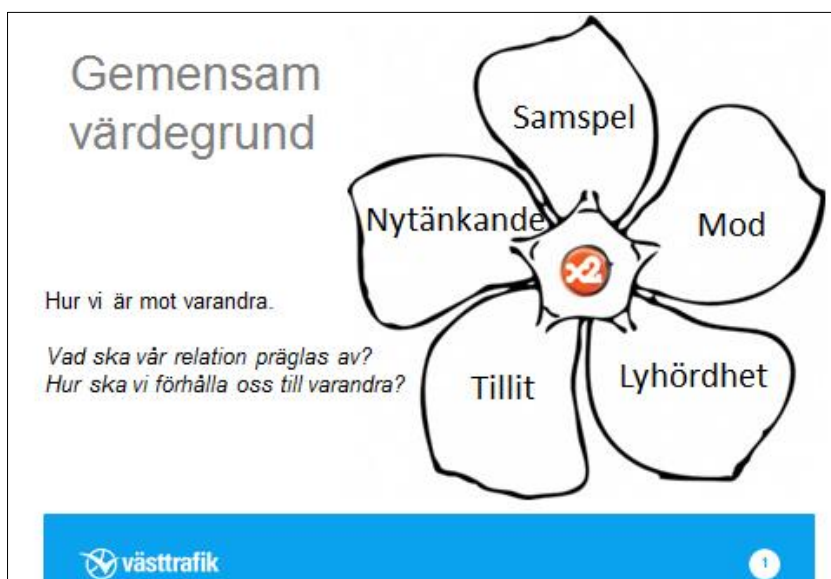 Gemensam
värdegrund
Samspel
Nytänkande
Mod
x2
Hur vi är mot varandra.
Vad ska vår relation präglas av?
Hur ska vi förhålla oss till varandra?
Tillit
Lyhördhet
västtrafik
1